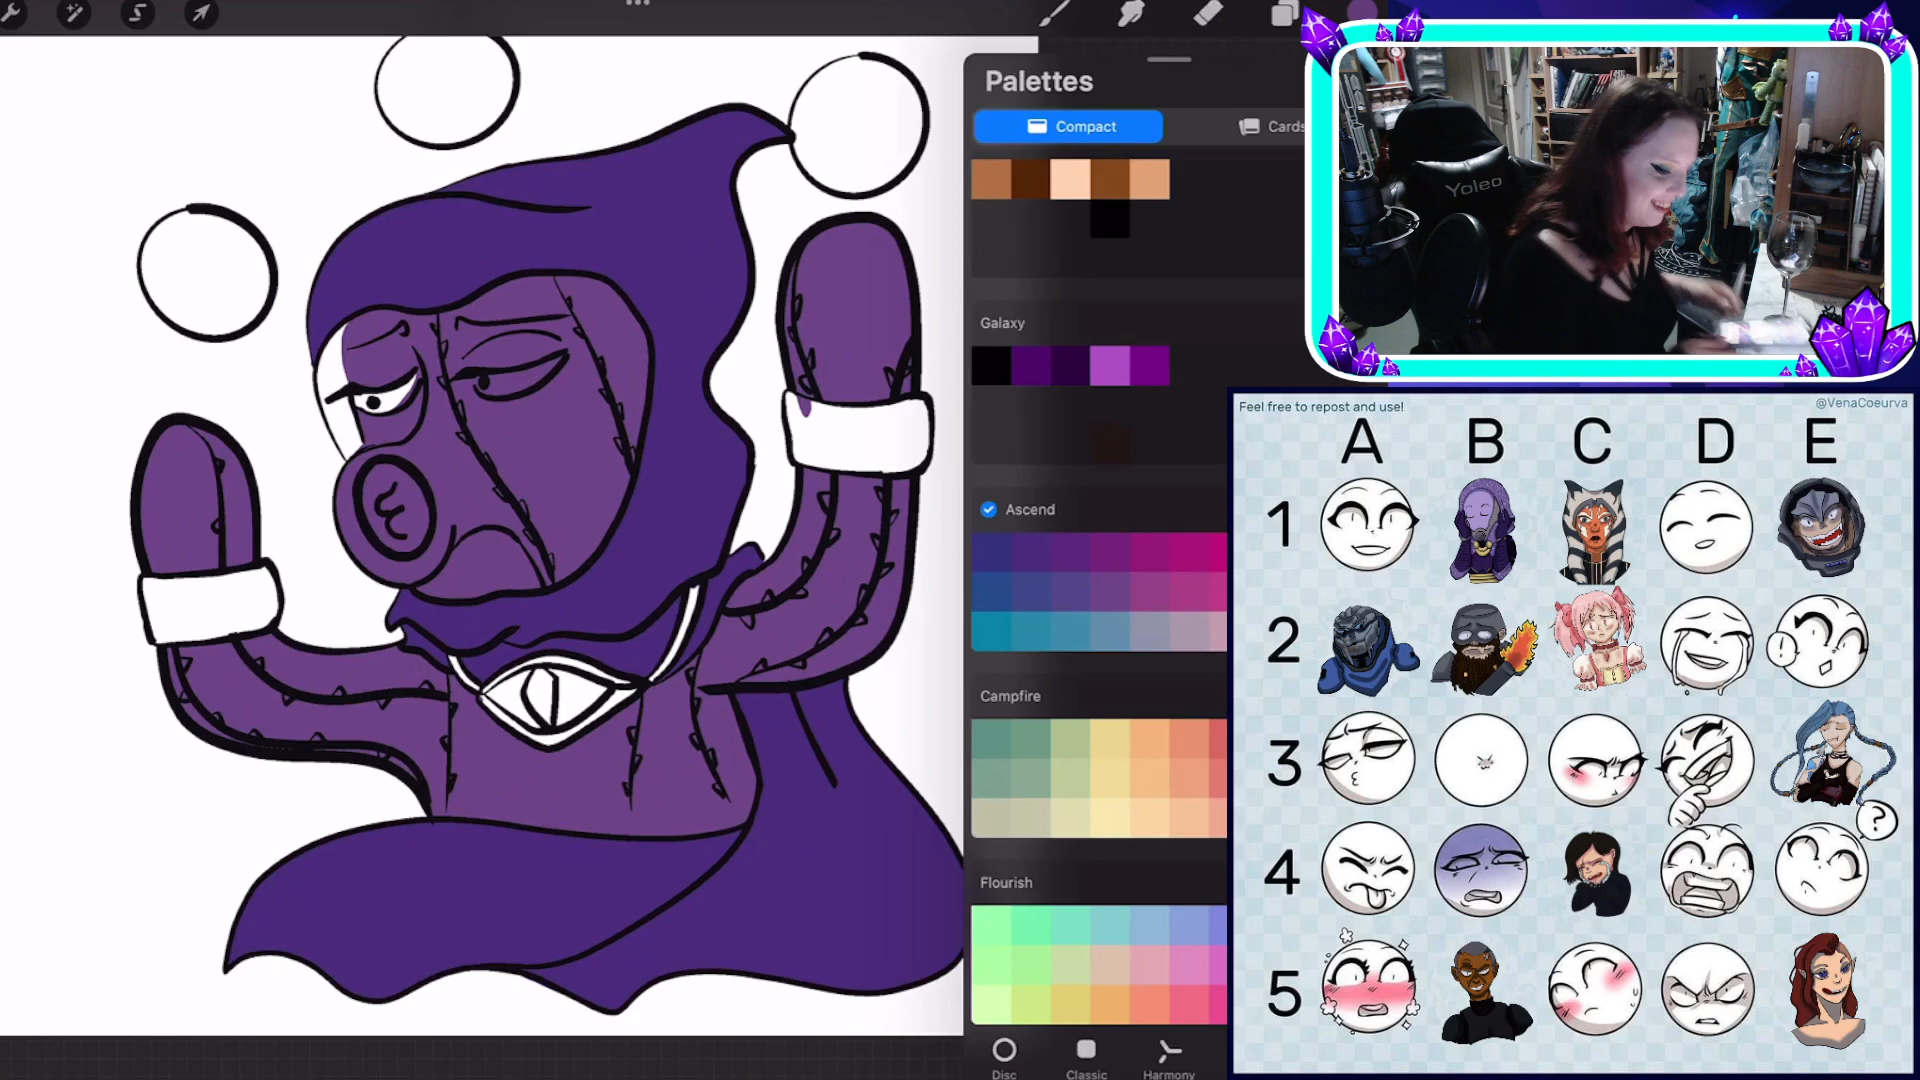 Palettes
Compact
Cards
Galaxy
Ascend
Campfire
Flourish
Disc
Classic
Harmony
Yoleo
Feel free to repost and use!
@VenaCoeurva
A B C D E
1
2
3
4
5
!
?